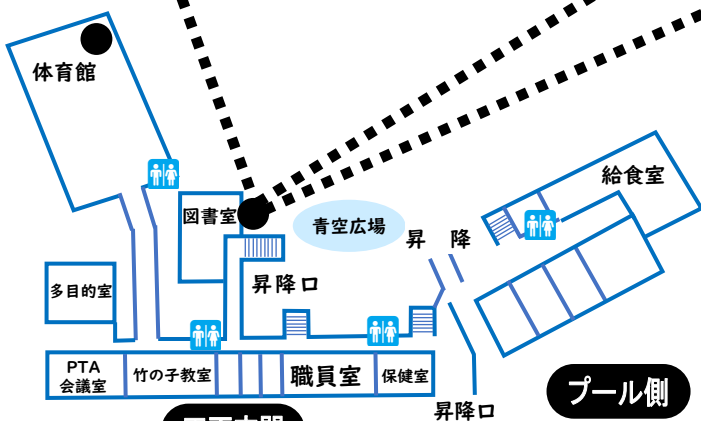 体育館
給食室
図書室
青空広場
昇 降
昇降口
多目的室
PTA
会議室
竹の子教室
職員室
保健室
プール側
昇降口